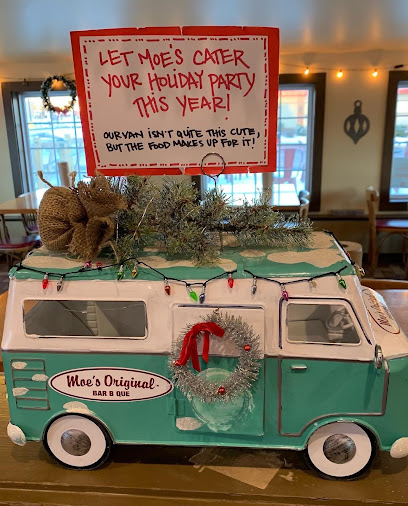 LET MOE'S CATER
YOUR HOLIDAY PARTY
THIS YEAR!
OUR VAN ISN'T QUITE THIS CUTE,
BUT THE FOOD MAKES UP FOR IT!
Moe's Original
BAR B QUE